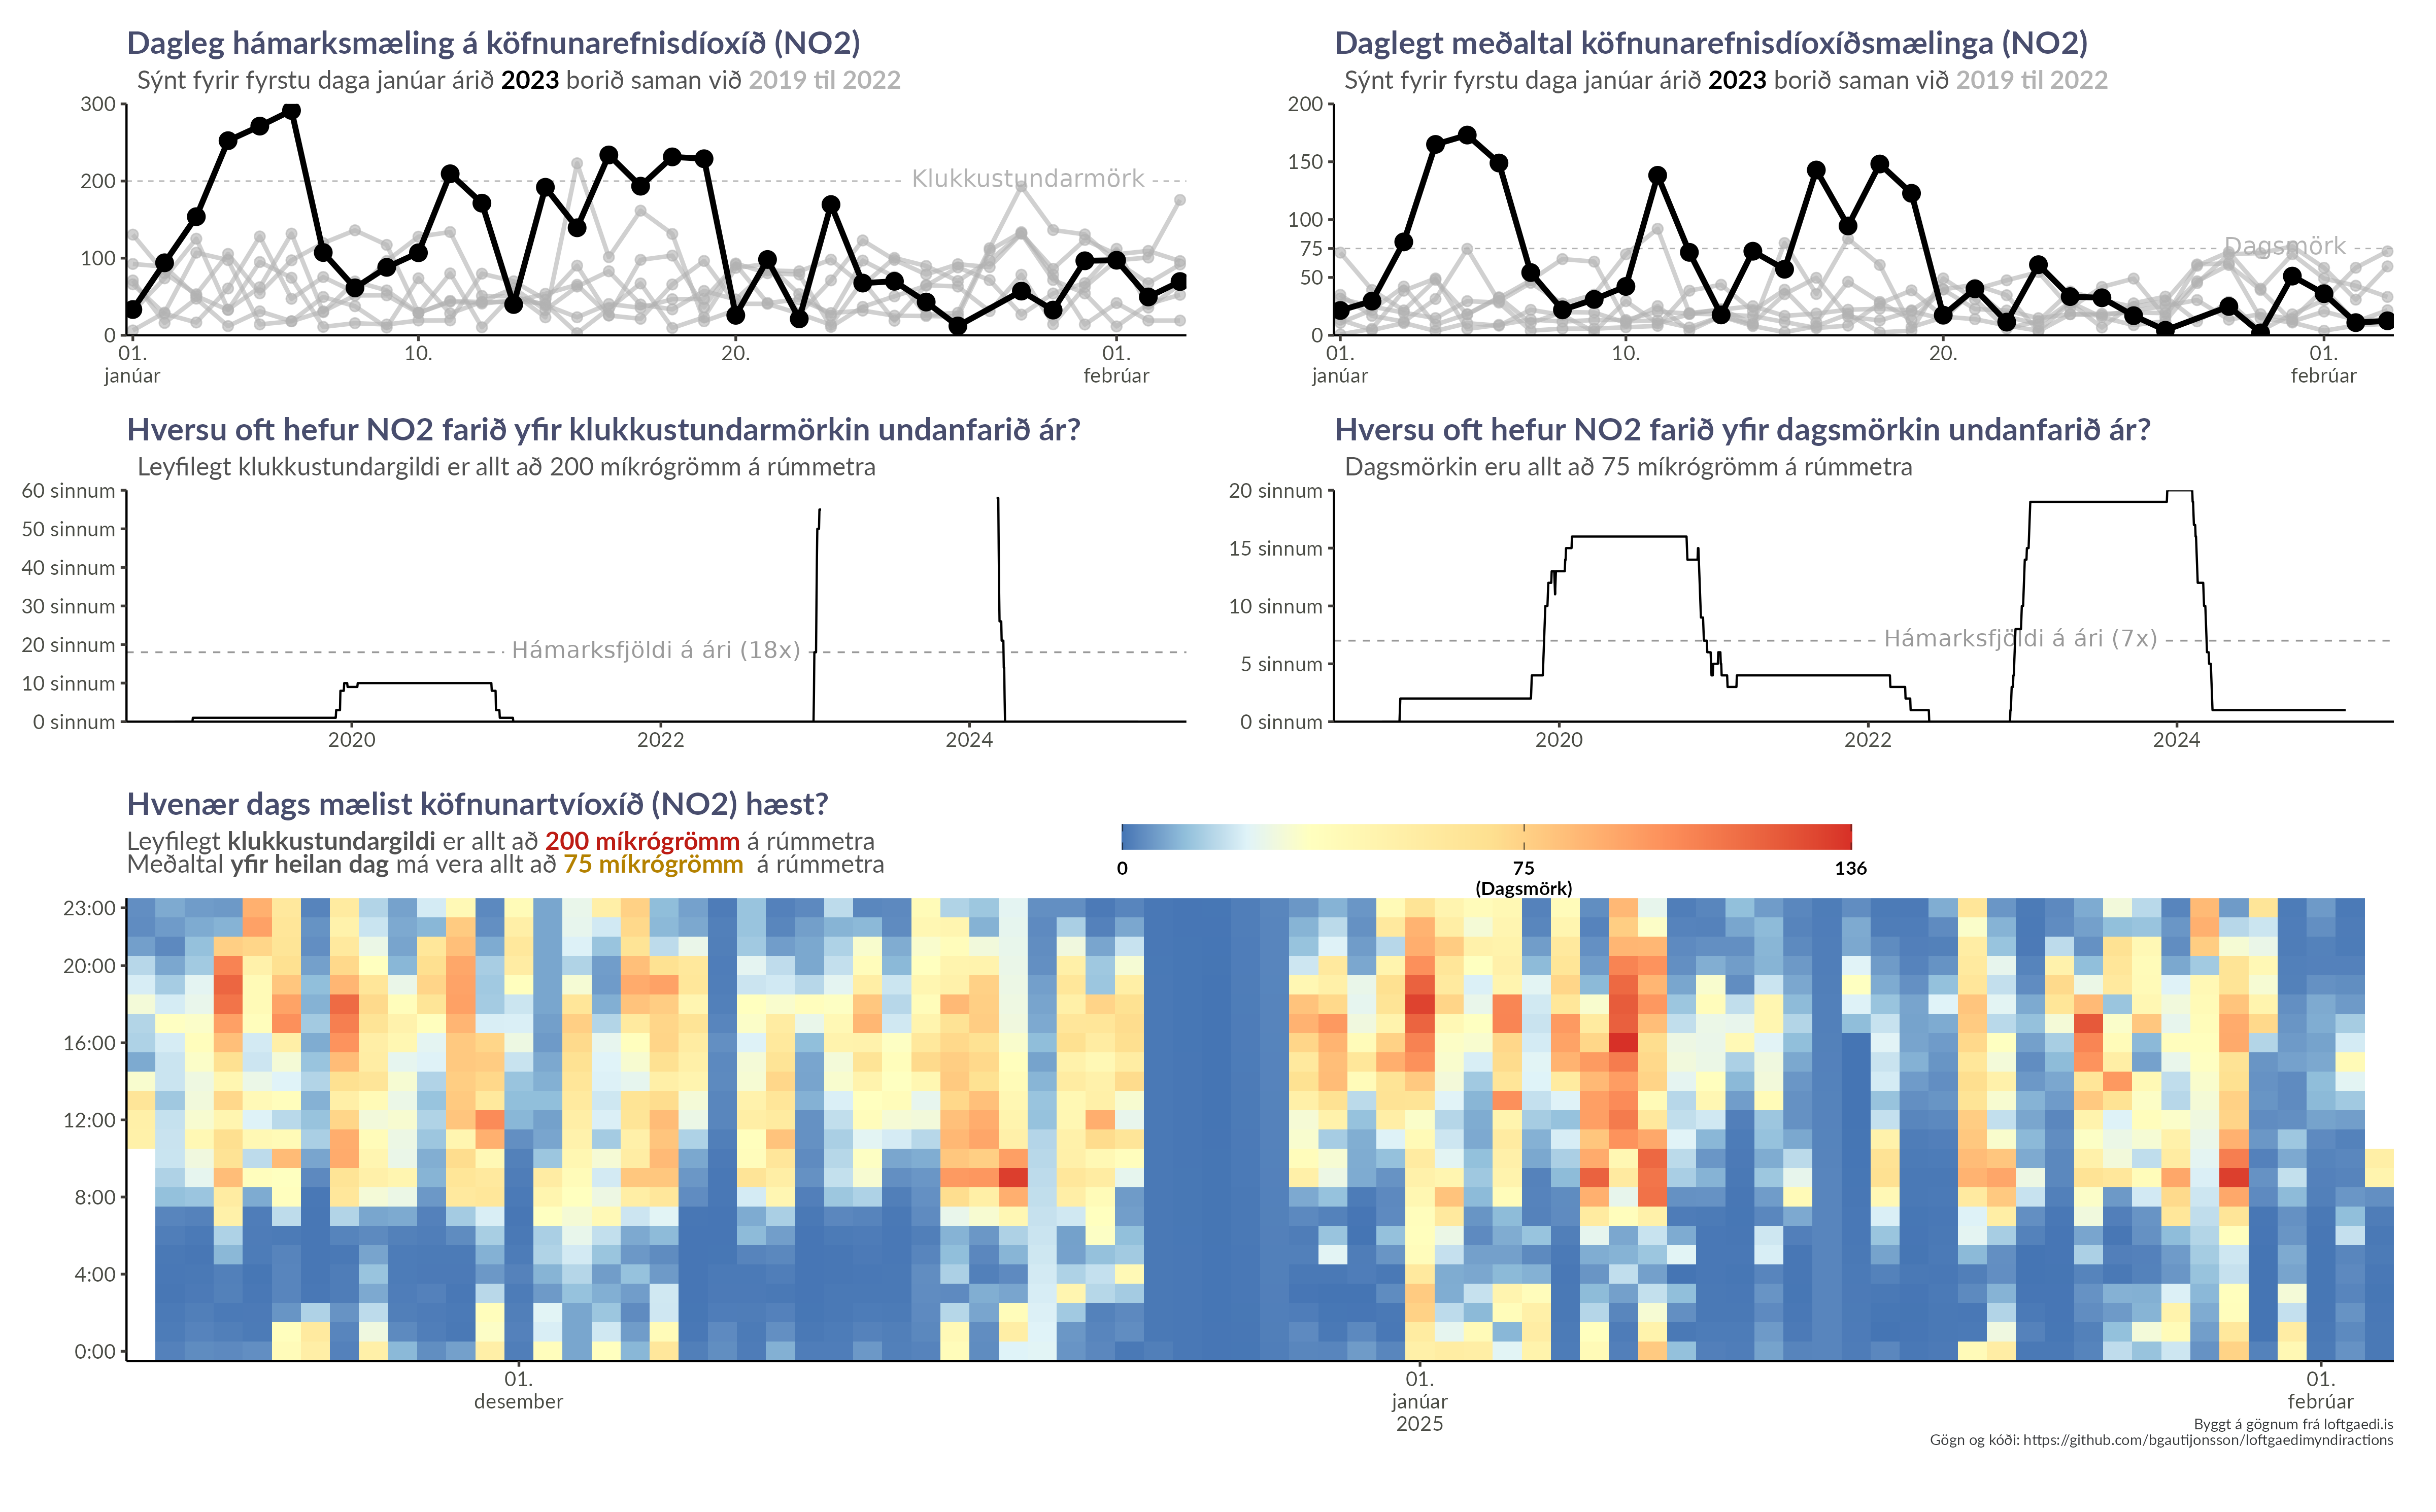 Dagleg hámarksmæling á köfnunarefnisdíoxíð (NO2)
Sýnt fyrir fyrstu daga janúar árið 2023 borið saman við 2019 til 2022
300
200
100
0
Klukkustundarmörk
01.
janúar
10.
20.
01.
febrúar
Daglegt meðaltal köfnunarefnisdíoxíðsmælinga (NO2)
Sýnt fyrir fyrstu daga janúar árið 2023 borið saman við 2019 til 2022
200
150
100
75
50
0
Dagsmörk
01.
janúar
10.
20.
01.
febrúar
Hversu oft hefur NO2 farið yfir klukkustundarmörkin undanfarið ár?
Leyfilegt klukkustundargildi er allt að 200 míkrógrömm á rúmmetra
60 sinnum
50 sinnum
40 sinnum
30 sinnum
20 sinnum
10 sinnum
0 sinnum
Hámarksfjöldi á ári (18x)
2020
2022
2024
Hversu oft hefur NO2 farið yfir dagsmörkin undanfarið ár?
Dagsmörkin eru allt að 75 míkrógrömm á rúmmetra
20 sinnum
15 sinnum
10 sinnum
5 sinnum
0 sinnum
Hámarksfjöldi á ári (7x)
2020
2022
2024
Hvenær dags mælist köfnunartvíoxíð (NO2) hæst?
Leyfilegt klukkustundargildi er allt að 200 míkrógrömm á rúmmetra
Meðaltal yfir heilan dag má vera allt að 75 míkrógrömm á rúmmetra
0
75
(Dagsmörk)
136
23:00
20:00
16:00
12:00
8:00
4:00
0:00
01.
desember
01.
janúar
2025
01.
febrúar
Byggt á gögnum frá loftgaedi.is
Gögn og kóði: https://github.com/bgautijonsson/loftgaedimyndiractions